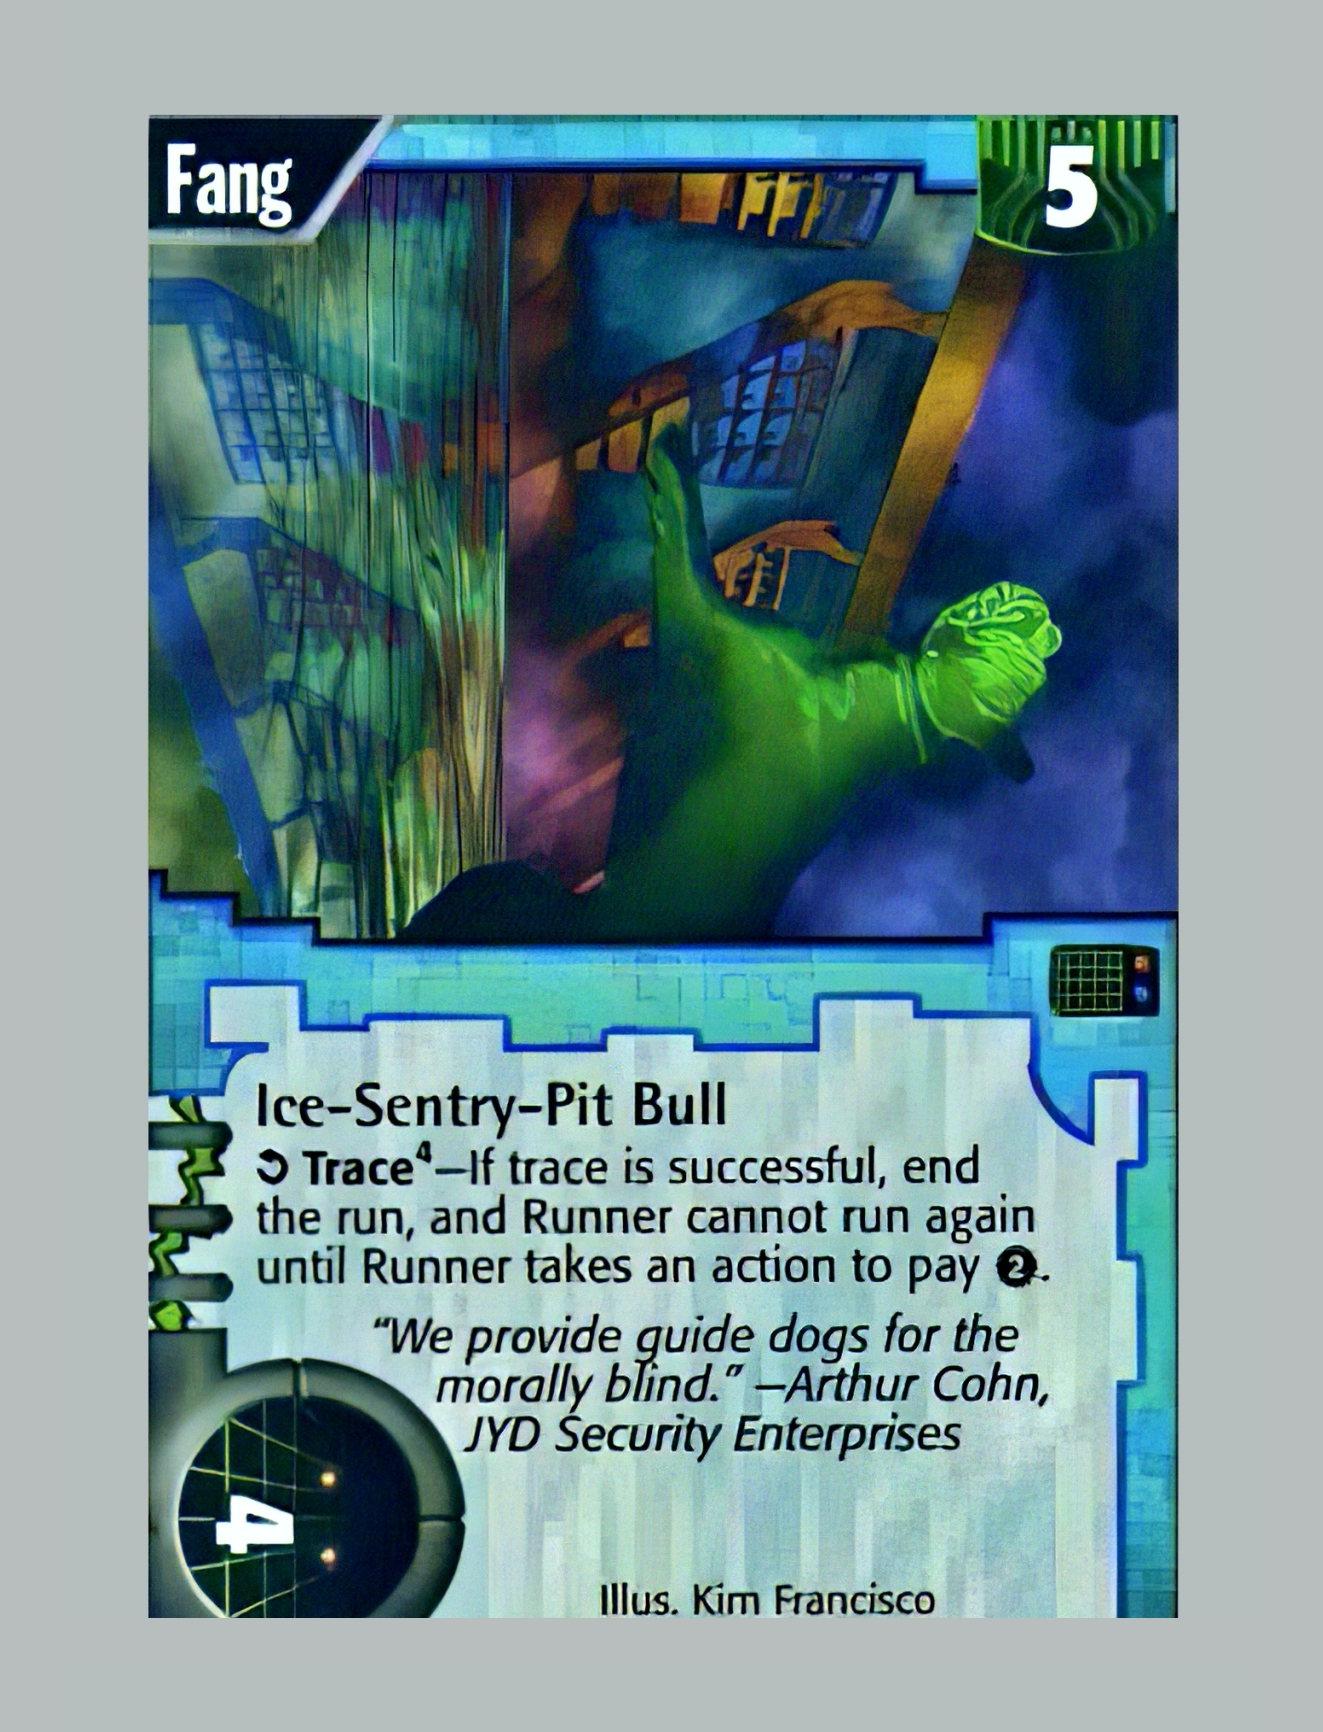 Fang
5
Ice-Sentry-Pit Bull
Trace⁴—If trace is successful, end
the run, and Runner cannot run again
until Runner takes an action to pay 2.
“We provide guide dogs for the
morally blind.” —Arthur Cohn,
JYD Security Enterprises
4
Illus. Kim Francisco